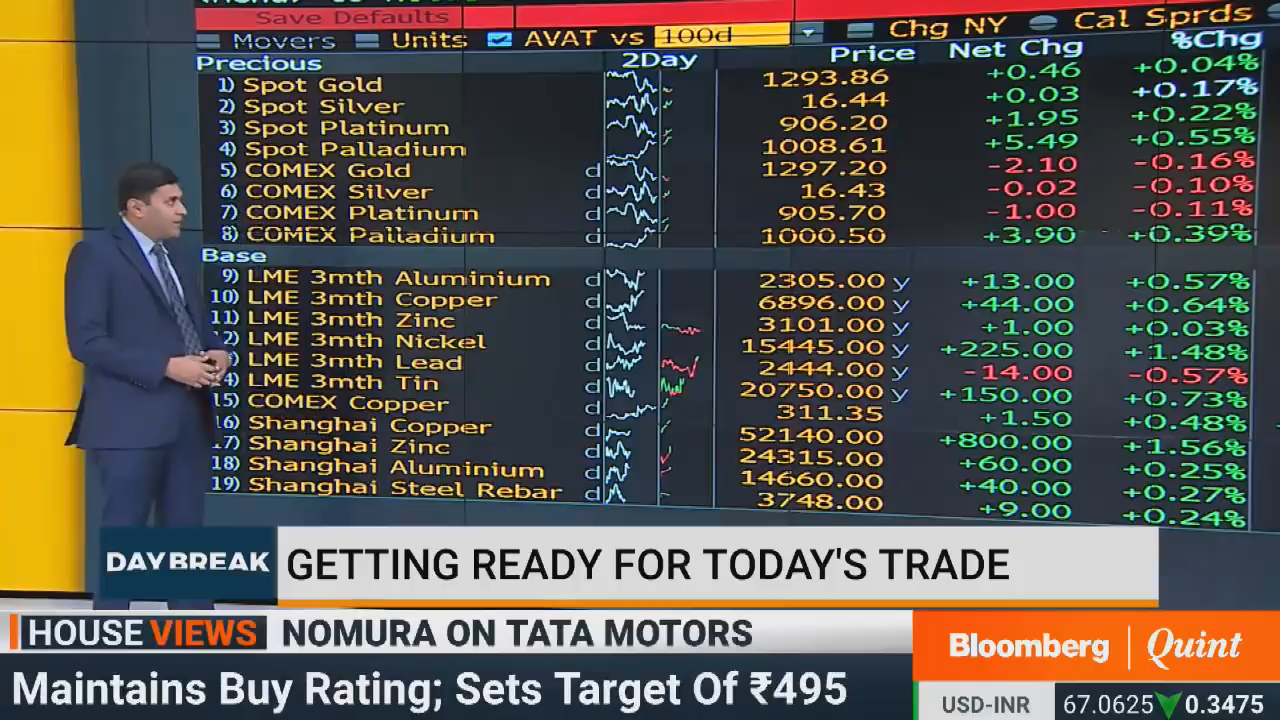 Save Defaults
Movers Units AVAT vs 100d Chg NY Cal Sprds
Precious 2Day Price Net Chg %Chg
1) Spot Gold 1293.86 +0.46 +0.04%
2) Spot Silver 16.44 +0.03 +0.17%
3) Spot Platinum 906.20 +1.95 +0.22%
4) Spot Palladium 1008.61 +5.49 +0.55%
5) COMEX Gold d 1297.20 -2.10 -0.16%
6) COMEX Silver d 16.43 -0.02 -0.10%
7) COMEX Platinum d 905.70 -1.00 -0.11%
8) COMEX Palladium d 1000.50 +3.90 +0.39%
Base
9) LME 3mth Aluminium d 2305.00 y +13.00 +0.57%
10) LME 3mth Copper d 6896.00 y +44.00 +0.64%
11) LME 3mth Zinc d 3101.00 y +1.00 +0.03%
2) LME 3mth Nickel d 15445.00 y +225.00 +1.48%
) LME 3mth Lead d 2444.00 y -14.00 -0.57%
4) LME 3mth Tin d 20750.00 y +150.00 +0.73%
15) COMEX Copper d 311.35 +1.50 +0.48%
16) Shanghai Copper d 52140.00 +800.00 +1.56%
17) Shanghai Zinc d 24315.00 +60.00 +0.25%
18) Shanghai Aluminium d 14660.00 +40.00 +0.27%
19) Shanghai Steel Rebar d 3748.00 +9.00 +0.24%
DAYBREAK GETTING READY FOR TODAY'S TRADE
HOUSE VIEWS NOMURA ON TATA MOTORS
Maintains Buy Rating; Sets Target Of ₹495
Bloomberg | Quint
USD-INR 67.0625 0.3475